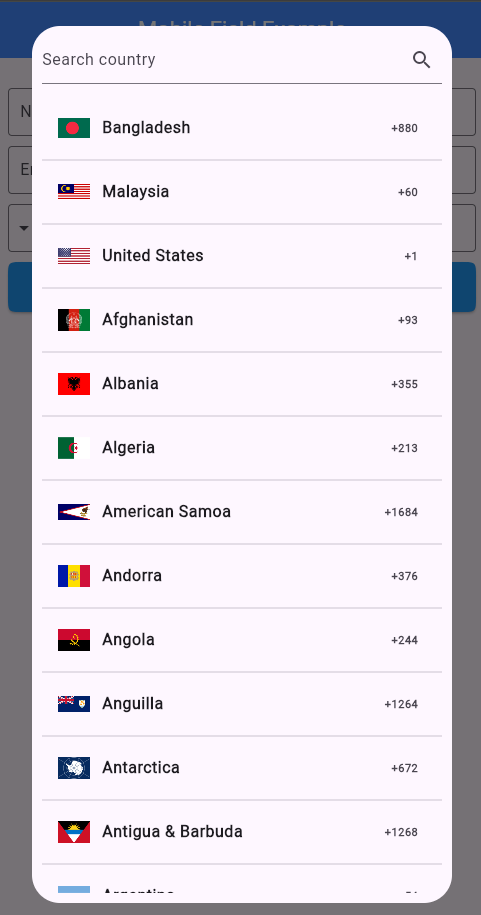 Mobile Field Example
Search country
Bangladesh +880
Malaysia +60
United States +1
Afghanistan +93
Albania +355
Algeria +213
American Samoa +1684
Andorra +376
Angola +244
Anguilla +1264
Antarctica +672
Antigua & Barbuda +1268
Argentina